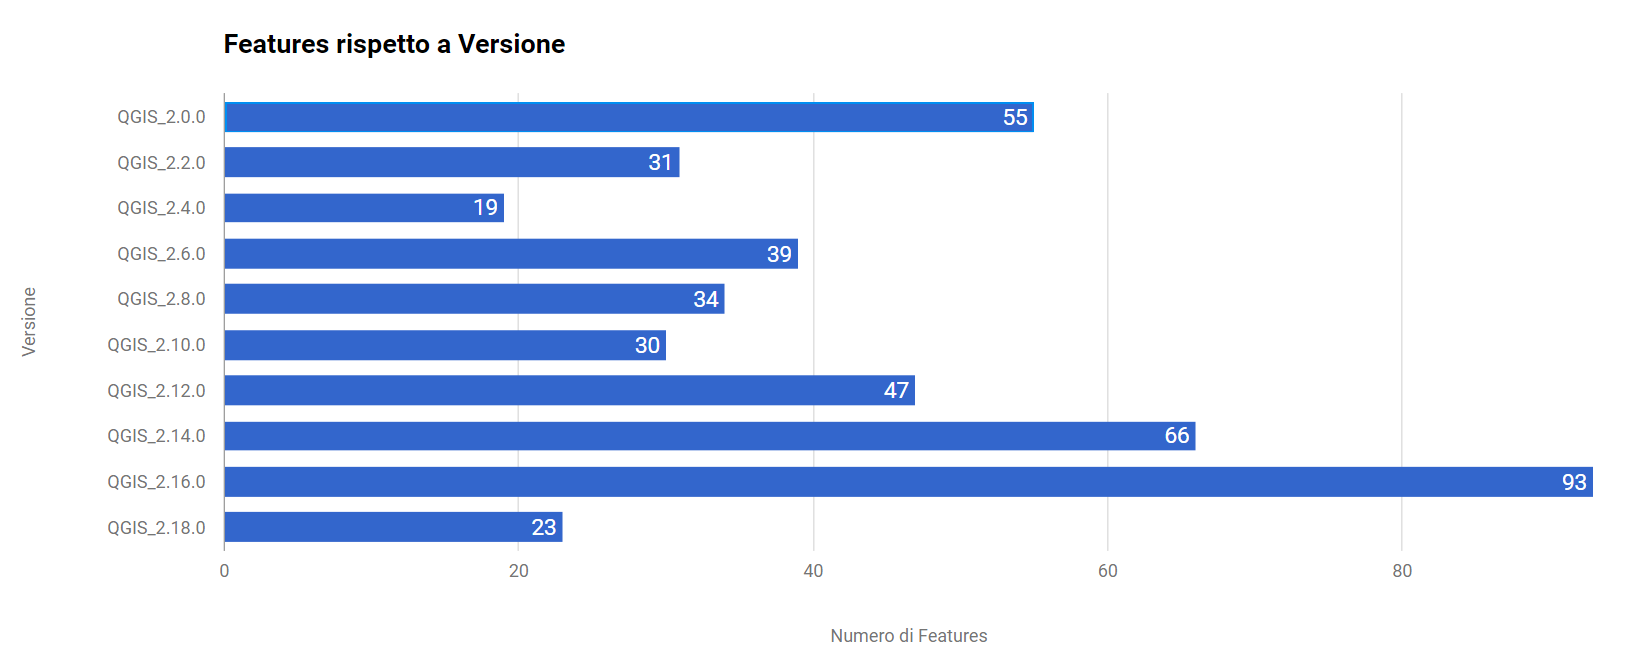 Features rispetto a Versione
QGIS_2.0.0 55
QGIS_2.2.0 31
QGIS_2.4.0 19
QGIS_2.6.0 39
QGIS_2.8.0 34
QGIS_2.10.0 30
QGIS_2.12.0 47
QGIS_2.14.0 66
QGIS_2.16.0 93
QGIS_2.18.0 23
Versione
0 20 40 60 80
Numero di Features